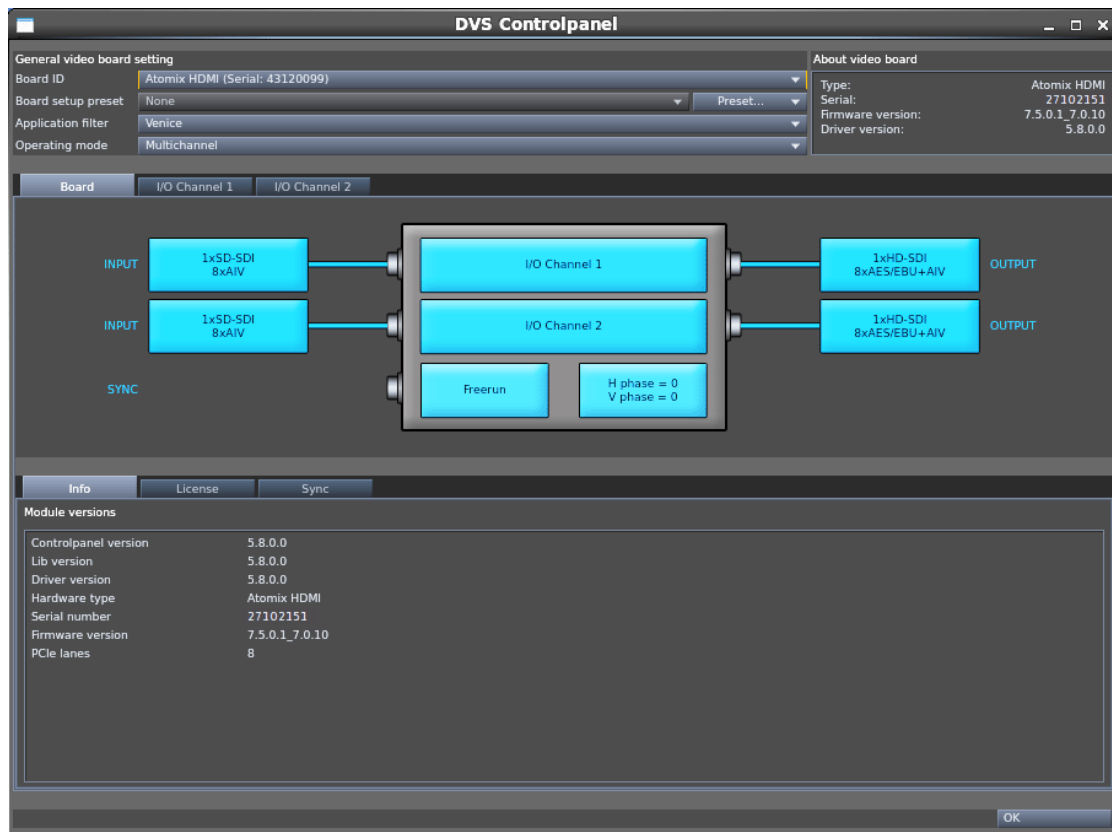 DVS Controlpanel
General video board setting
Board ID
Atomix HDMI (Serial: 43120099)
Board setup preset
None
Preset...
Application filter
Venice
Operating mode
Multichannel
About video board
Type: Atomix HDMI
Serial: 27102151
Firmware version: 7.5.0.1_7.0.10
Driver version: 5.8.0.0
Board I/O Channel 1 I/O Channel 2
INPUT
1xSD-SDI
8xAIV
I/O Channel 1
1xHD-SDI
8xAES/EBU+AIV
OUTPUT
INPUT
1xSD-SDI
8xAIV
I/O Channel 2
1xHD-SDI
8xAES/EBU+AIV
OUTPUT
SYNC
Freerun
H phase = 0
V phase = 0
Info License Sync
Module versions
Controlpanel version 5.8.0.0
Lib version 5.8.0.0
Driver version 5.8.0.0
Hardware type Atomix HDMI
Serial number 27102151
Firmware version 7.5.0.1_7.0.10
PCIe lanes 8
OK